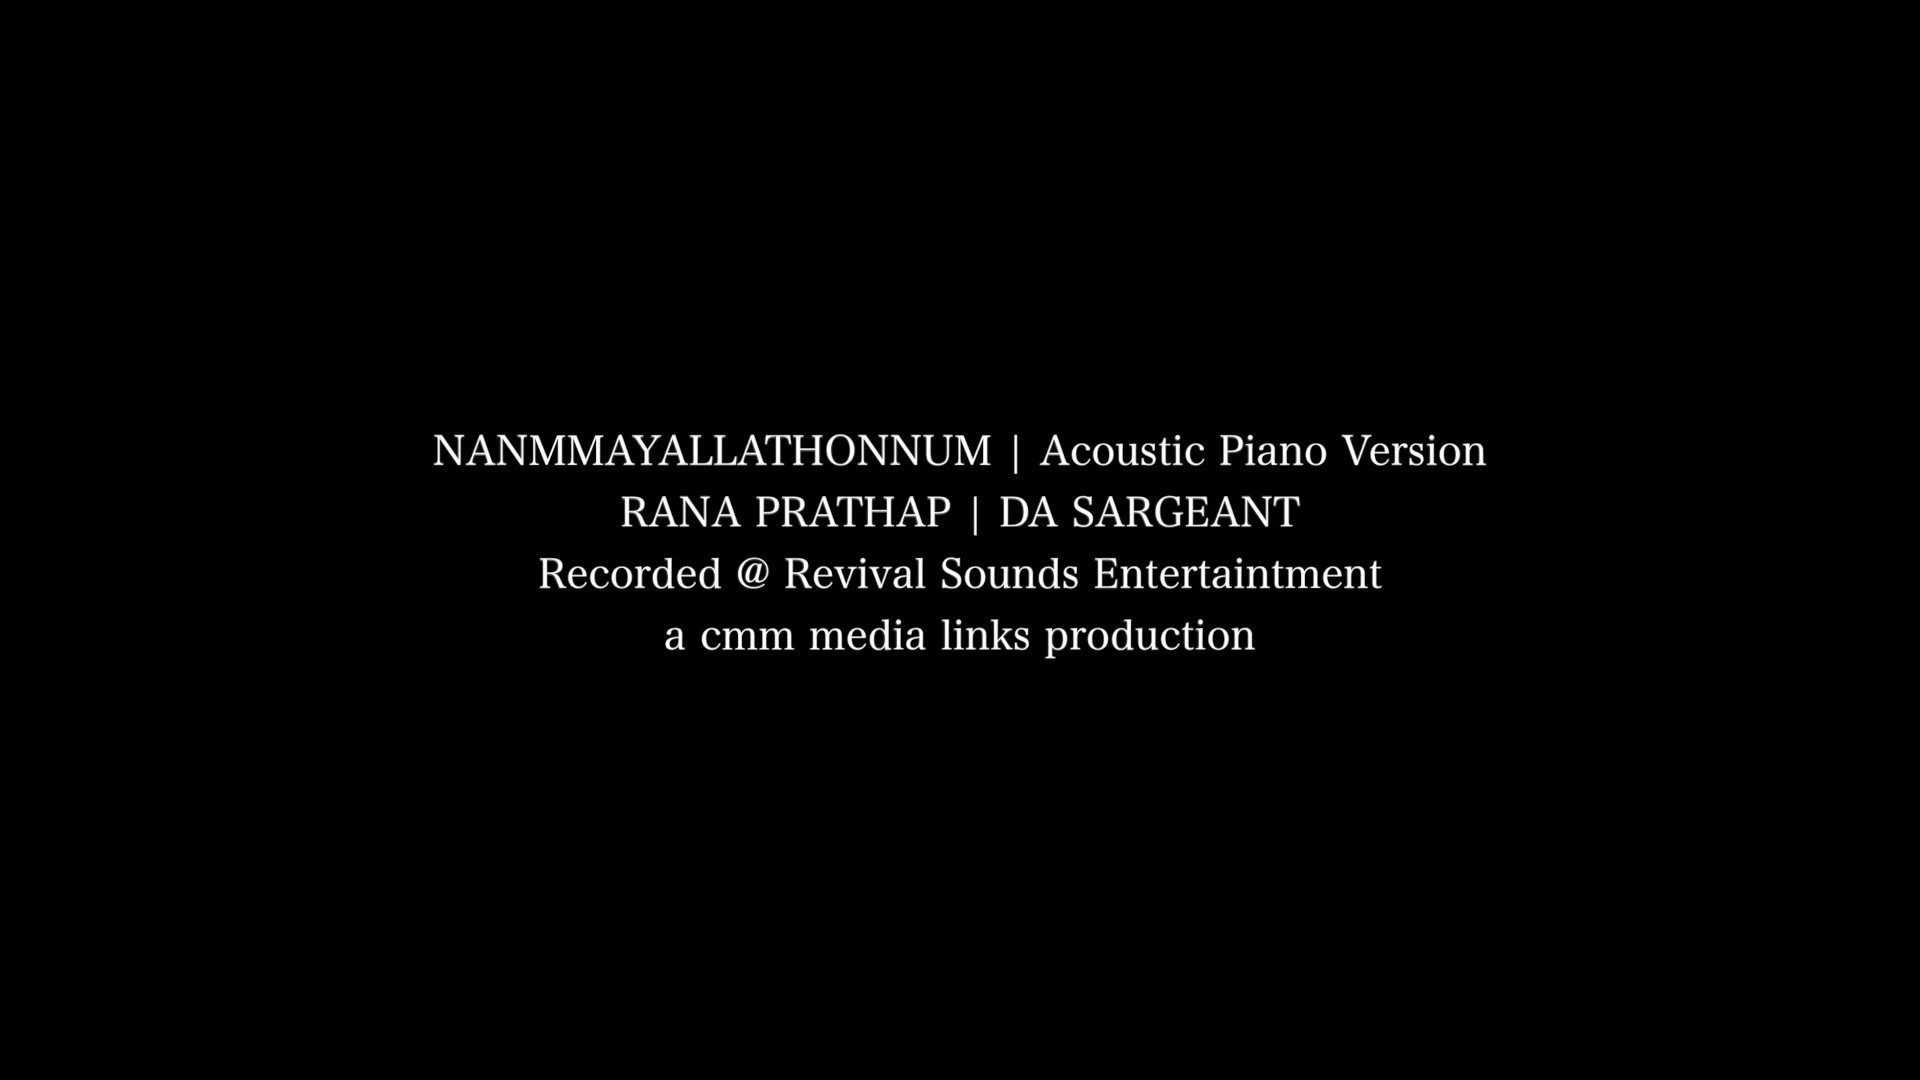 NANMMAYALLATHONNUM | Acoustic Piano Version
RANA PRATHAP | DA SARGEANT
Recorded @ Revival Sounds Entertaintment
a cmm media links production